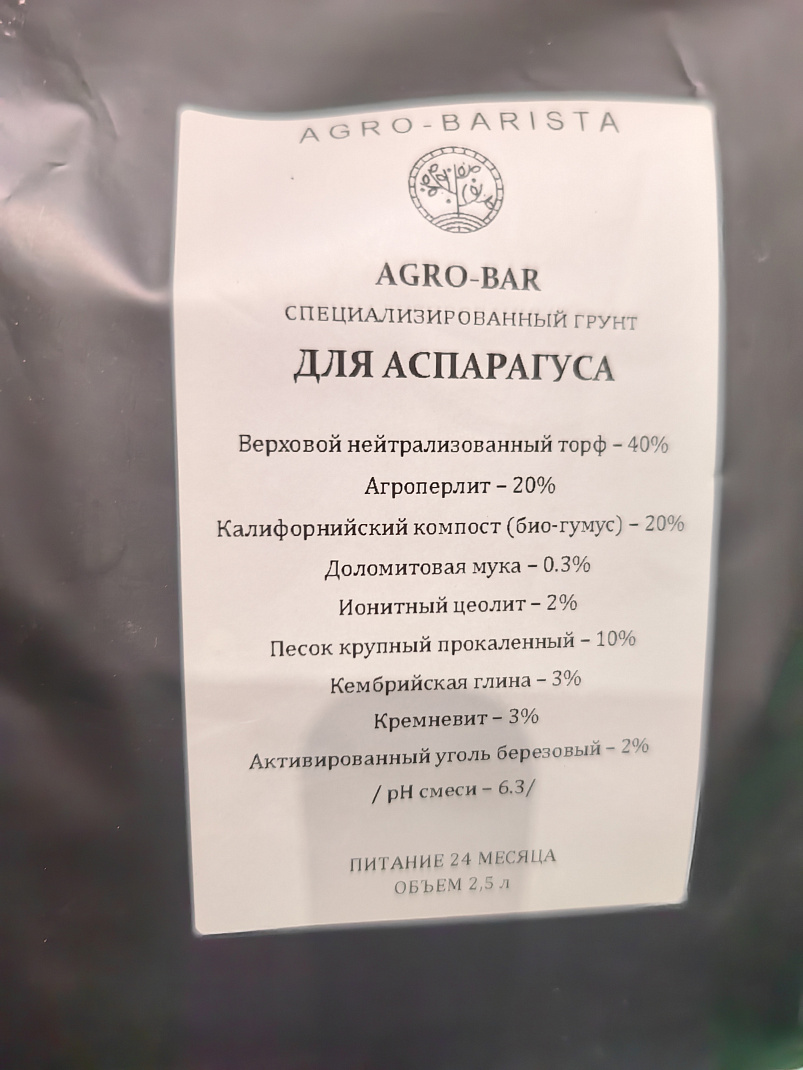 AGRO-BARISTA
AGRO-BAR
СПЕЦИАЛИЗИРОВАННЫЙ ГРУНТ
ДЛЯ АСПАРАГУСА
Верховой нейтрализованный торф – 40%
Агроперлит – 20%
Калифорнийский компост (био-гумус) – 20%
Доломитовая мука – 0.3%
Ионитный цеолит – 2%
Песок крупный прокаленный – 10%
Кембрийская глина – 3%
Кремневит – 3%
Активированный уголь березовый – 2%
/ pH смеси – 6.3/
ПИТАНИЕ 24 МЕСЯЦА
ОБЪЕМ 2,5 л